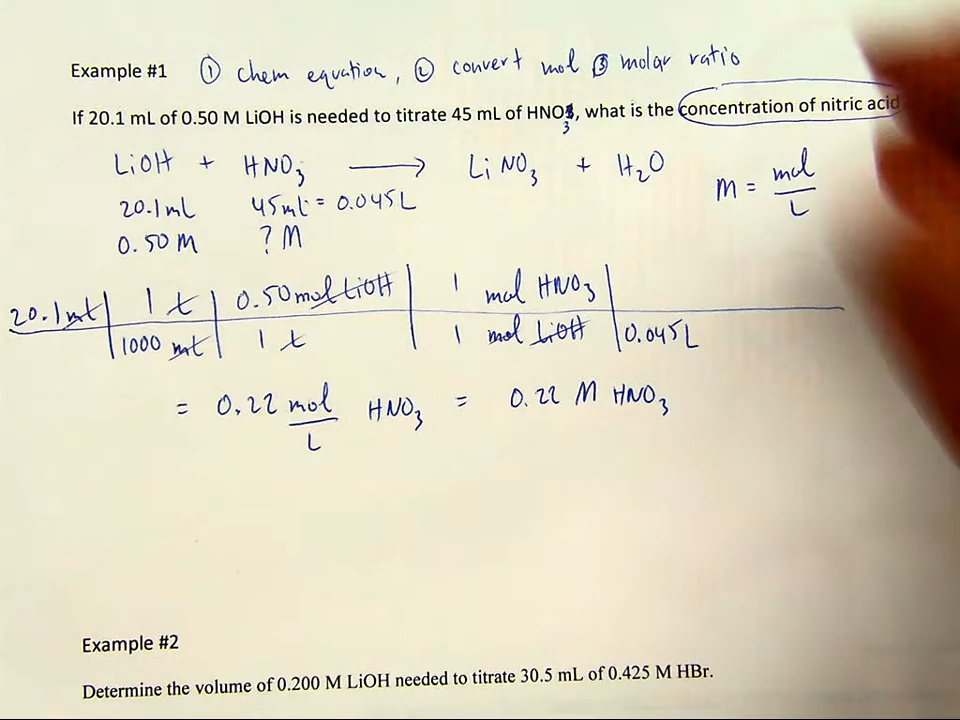 Example #1 ① chem equation, ② convert mol ③ molar ratio
If 20.1 mL of 0.50 M LiOH is needed to titrate 45 mL of HNO3, what is the concentration of nitric acid
LiOH + HNO₃ ⟶ LiNO₃ + H₂O
20.1 mL 45 mL = 0.045 L M = mol/L
0.50 M ? M
20.1 mL | 1 L | 0.50 mol LiOH | 1 mol HNO₃ |
| 1000 mL | 1 L | 1 mol LiOH | 0.045 L
= 0.22 mol/L HNO₃ = 0.22 M HNO₃
Example #2
Determine the volume of 0.200 M LiOH needed to titrate 30.5 mL of 0.425 M HBr.